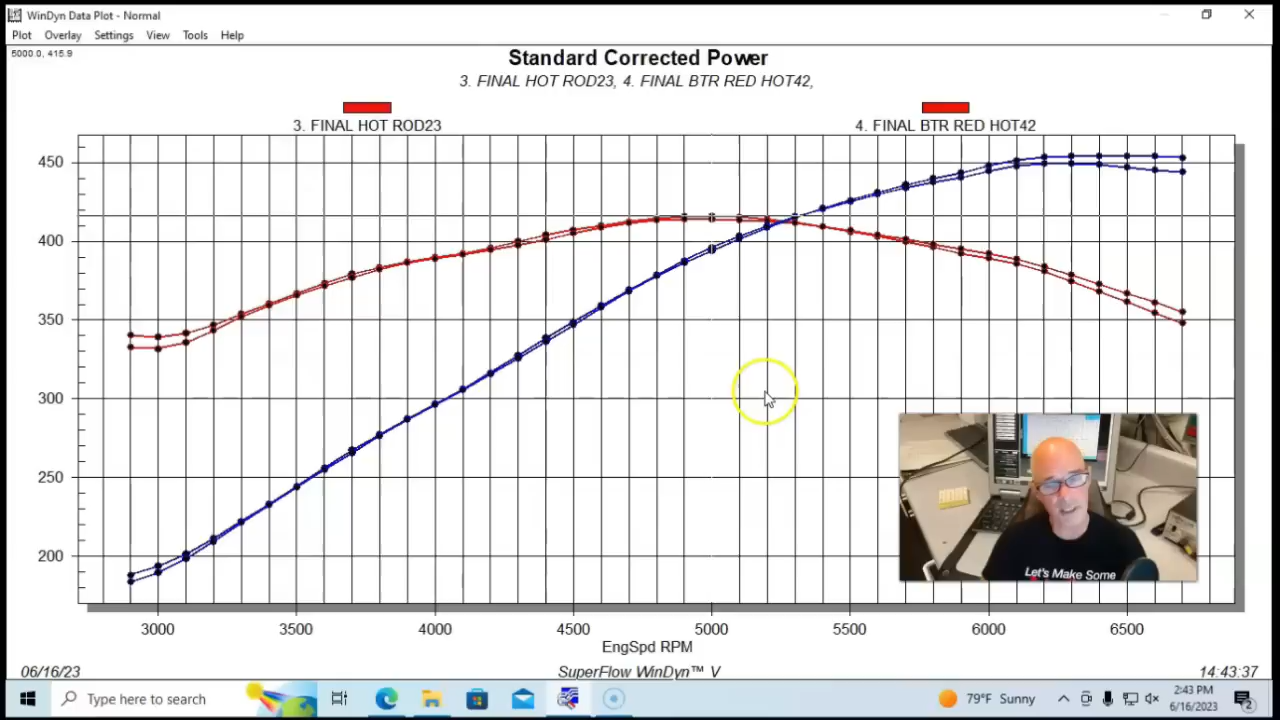 WinDyn Data Plot - Normal
Plot Overlay Settings View Tools Help
5000.0, 415.9
Standard Corrected Power
3. FINAL HOT ROD23, 4. FINAL BTR RED HOT42,
3. FINAL HOT ROD23
4. FINAL BTR RED HOT42
450
400
350
300
250
200
3000 3500 4000 4500 5000 5500 6000 6500
EngSpd RPM
Let's Make Some
06/16/23
SuperFlow WinDyn™ V
14:43:37
Type here to search
79°F Sunny
2:43 PM
6/16/2023
2